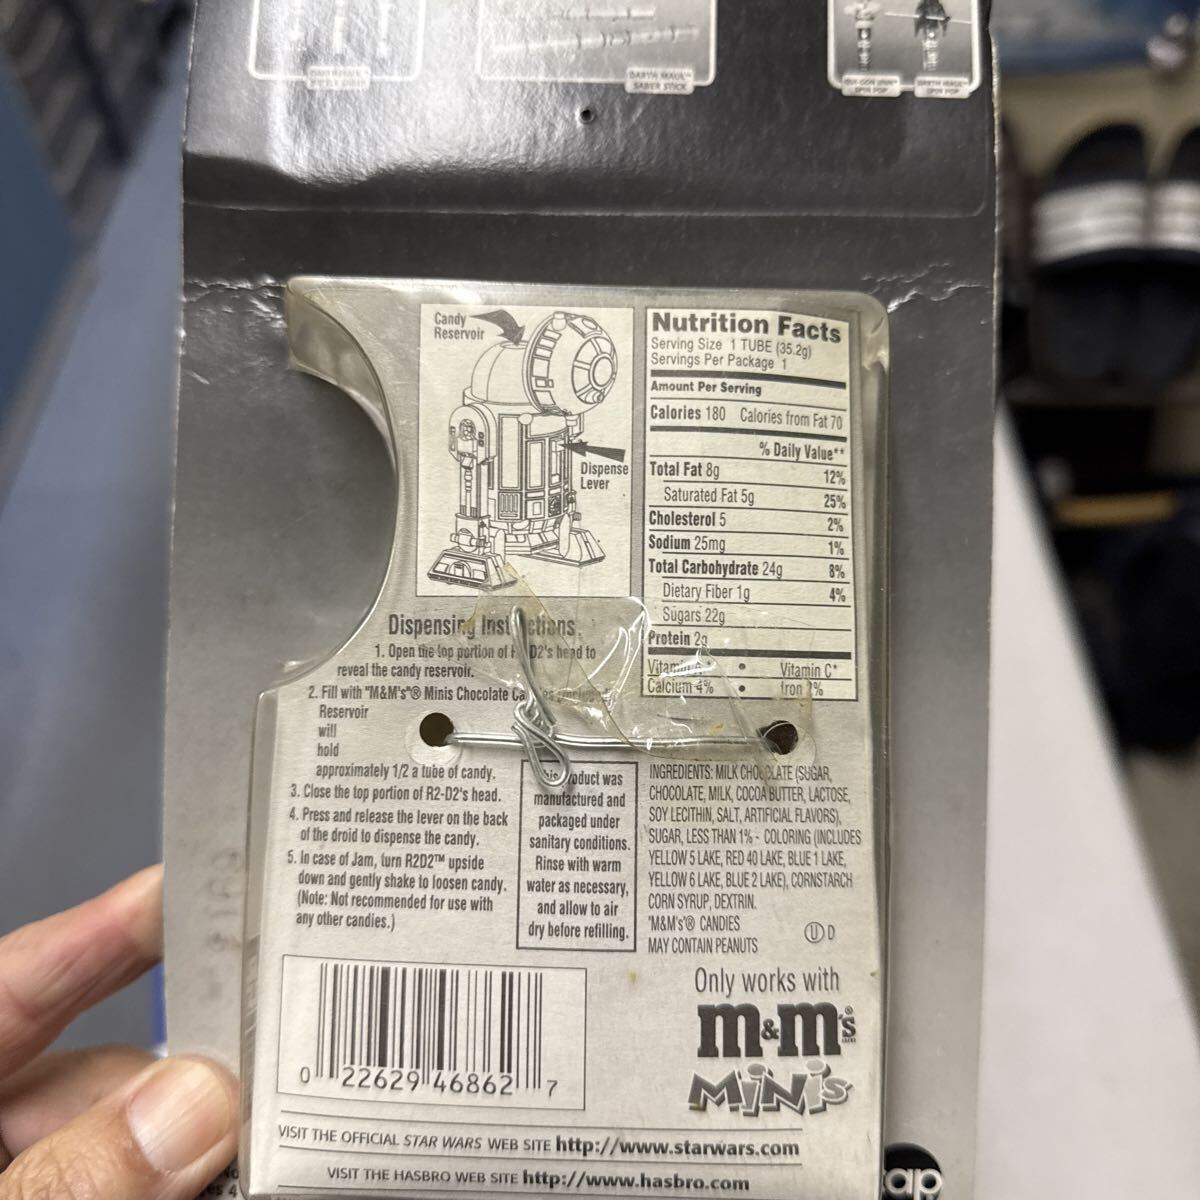 DARTH MAUL™
SABER STICK
QUI-GON JINN™
SPIN POP
DARTH MAUL™
SPIN POP
Candy
Reservoir
Dispense
Lever
Nutrition Facts
Serving Size 1 TUBE (35.2g)
Servings Per Package 1
Amount Per Serving
Calories 180 Calories from Fat 70
% Daily Value**
Total Fat 8g 12%
Saturated Fat 5g 25%
Cholesterol 5 2%
Sodium 25mg 1%
Total Carbohydrate 24g 8%
Dietary Fiber 1g 4%
Sugars 22g
Protein 2g
Vitamin A* • Vitamin C*
Calcium 4% • Iron 2%
Dispensing Instructions
1. Open the top portion of R2-D2's head to
reveal the candy reservoir.
2. Fill with "M&M's"® Minis Chocolate Candies
Reservoir
will
hold
approximately 1/2 a tube of candy.
3. Close the top portion of R2-D2's head.
4. Press and release the lever on the back
of the droid to dispense the candy.
5. In case of Jam, turn R2D2™ upside
down and gently shake to loosen candy.
(Note: Not recommended for use with
any other candies.)
This product was
manufactured and
packaged under
sanitary conditions.
Rinse with warm
water as necessary,
and allow to air
dry before refilling.
INGREDIENTS: MILK CHOCOLATE (SUGAR,
CHOCOLATE, MILK, COCOA BUTTER, LACTOSE,
SOY LECITHIN, SALT, ARTIFICIAL FLAVORS),
SUGAR, LESS THAN 1% - COLORING (INCLUDES
YELLOW 5 LAKE, RED 40 LAKE, BLUE 1 LAKE,
YELLOW 6 LAKE, BLUE 2 LAKE), CORNSTARCH
CORN SYRUP, DEXTRIN.
"M&M's"® CANDIES
MAY CONTAIN PEANUTS
U D
Only works with
m&m's®
MiNis
0 22629 46862 7
VISIT THE OFFICIAL STAR WARS WEB SITE http://www.starwars.com
VISIT THE HASBRO WEB SITE http://www.hasbro.com
ap